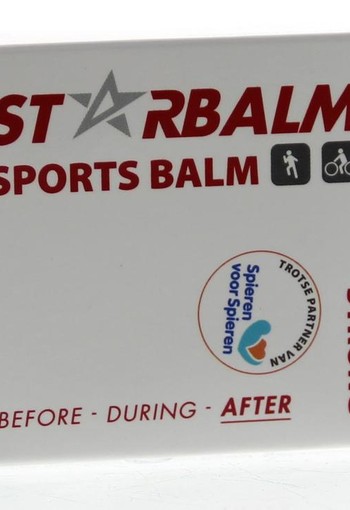 ST★RBALM
SPORTS BALM
TROTSE PARTNER VAN
Spieren
voor Spieren
BEFORE - DURING - AFTER